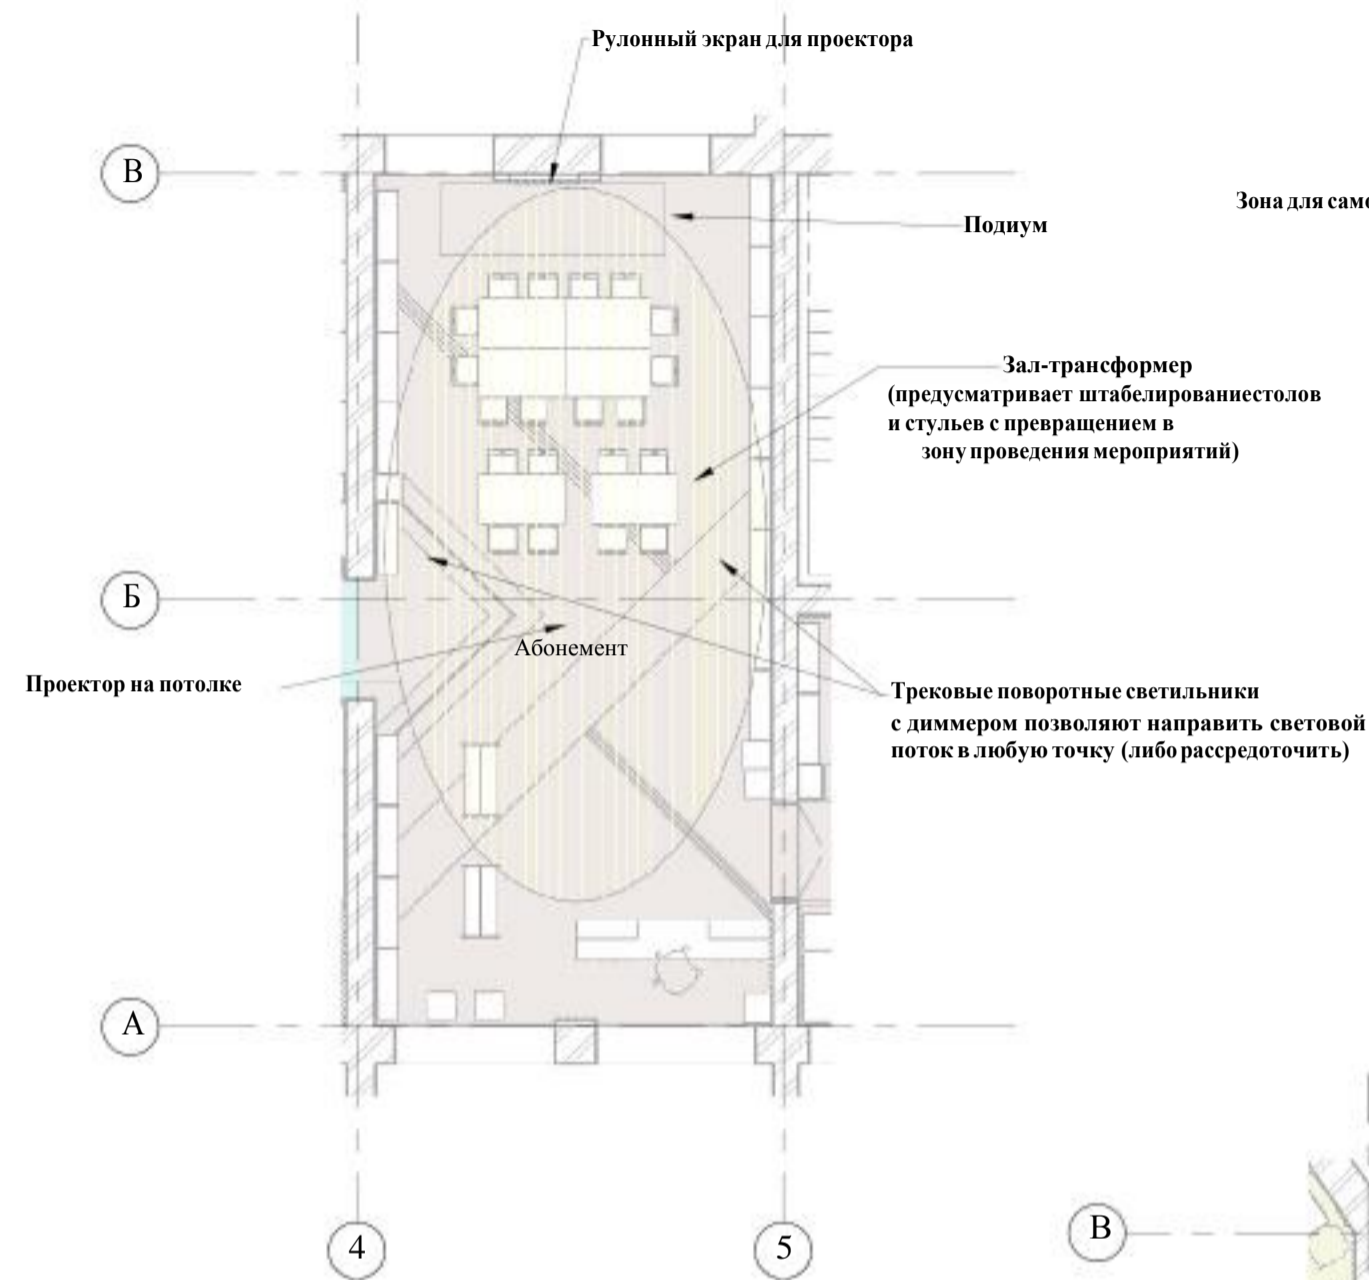 Рулонный экран для проектора
В
Зона для само
Подиум
Зал-трансформер
(предусматривает штабелированиестолов
и стульев с превращением в
зону проведения мероприятий)
Б
Абонемент
Проектор на потолке
Трековые поворотные светильники
с диммером позволяют направить световой
поток в любую точку (либо рассредоточить)
А
4
5
В